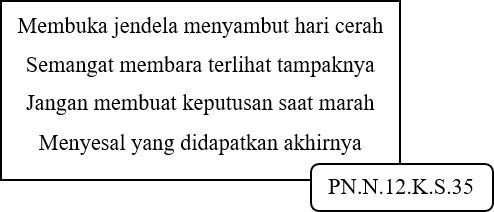 Membuka jendela menyambut hari cerah
Semangat membara terlihat tampaknya
Jangan membuat keputusan saat marah
Menyesal yang didapatkan akhirnya
PN.N.12.K.S.35